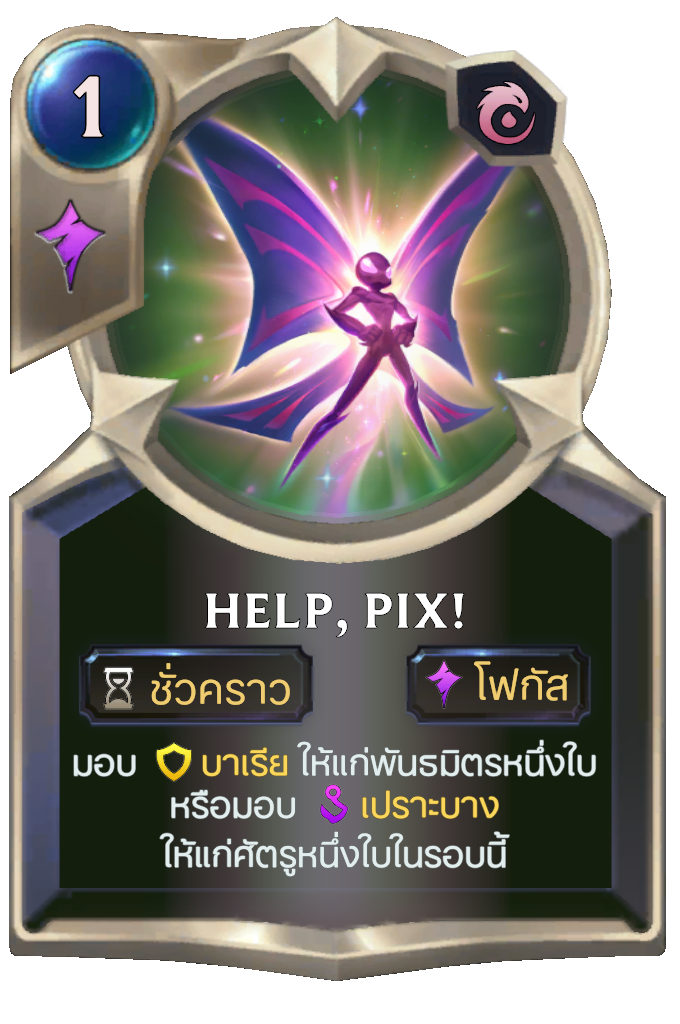 1
HELP, PIX!
ชั่วคราว
โฟกัส
มอบ บาเรีย ให้แก่พันธมิตรหนึ่งใบ
หรือมอบ เปราะบาง
ให้แก่ศัตรูหนึ่งใบในรอบนี้